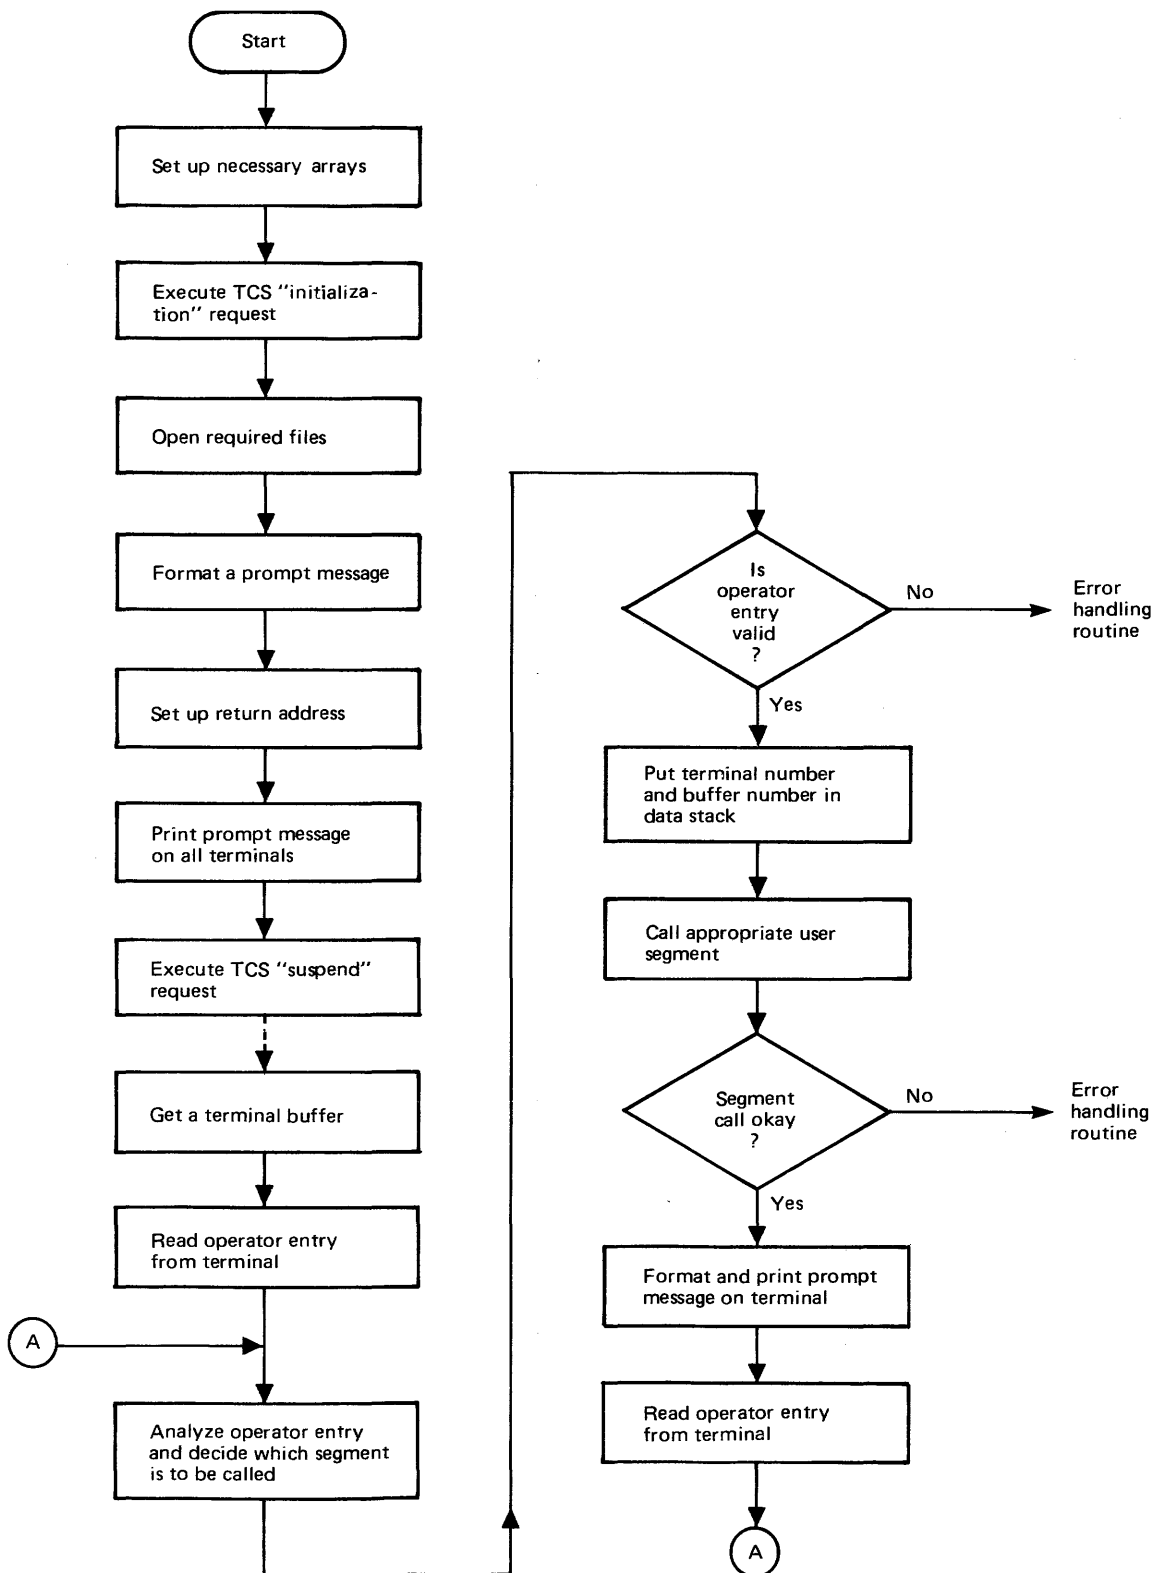 Start
Set up necessary arrays
Execute TCS "initializa-
tion" request
Open required files
Format a prompt message
Set up return address
Print prompt message
on all terminals
Execute TCS "suspend"
request
Get a terminal buffer
Read operator entry
from terminal
A
Analyze operator entry
and decide which segment
is to be called
Is
operator
entry
valid
?
No
Error
handling
routine
Yes
Put terminal number
and buffer number in
data stack
Call appropriate user
segment
Segment
call okay
?
No
Error
handling
routine
Yes
Format and print prompt
message on terminal
Read operator entry
from terminal
A